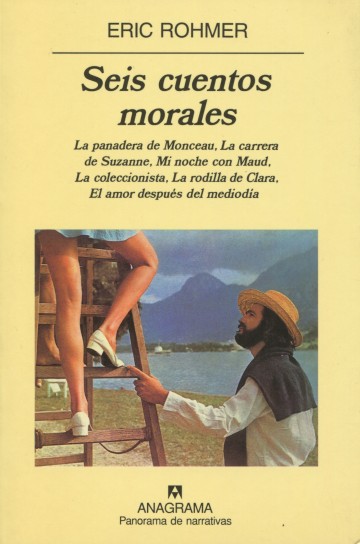 ERIC ROHMER
Seis cuentos
morales
La panadera de Monceau, La carrera
de Suzanne, Mi noche con Maud,
La coleccionista, La rodilla de Clara,
El amor después del mediodía
ANAGRAMA
Panorama de narrativas